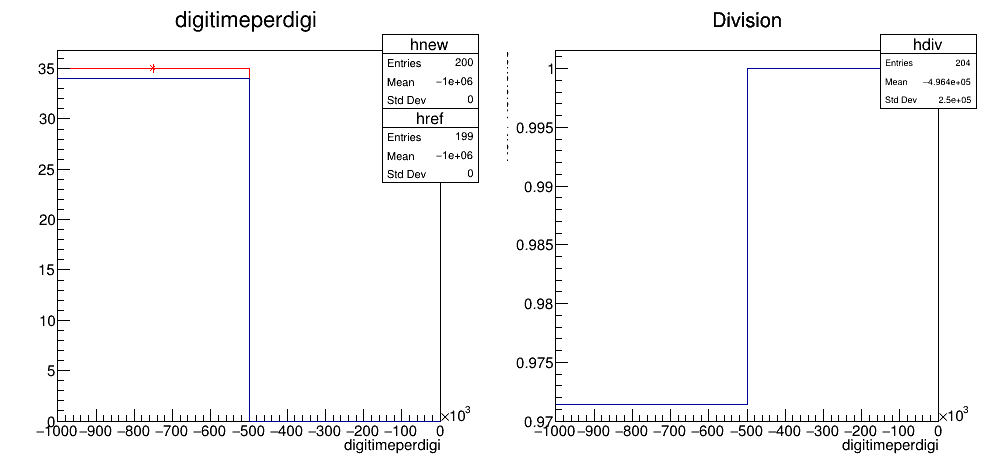 digitimeperdigi
hnew
Entries 200
Mean −1e+06
Std Dev 0
href
Entries 199
Mean −1e+06
Std Dev 0
35
30
25
20
15
10
5
0
−1000 −900 −800 −700 −600 −500 −400 −300 −200 −100 0
×10³
digitimeperdigi
Division
hdiv
Entries 204
Mean −4.964e+05
Std Dev 2.5e+05
1
0.995
0.99
0.985
0.98
0.975
0.97
−1000 −900 −800 −700 −600 −500 −400 −300 −200 −100 0
×10³
digitimeperdigi